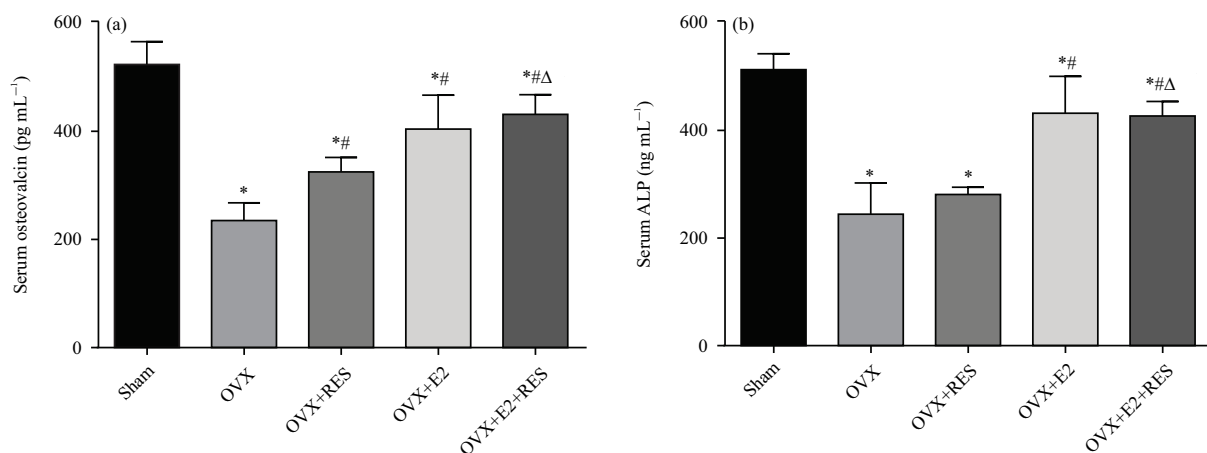 (a)
Serum osteovalcin (pg mL⁻¹)
600
400
200
0
*
*#
*#
*#Δ
Sham
OVX
OVX+RES
OVX+E2
OVX+E2+RES
(b)
Serum ALP (ng mL⁻¹)
600
400
200
0
*
*
*#
*#Δ
Sham
OVX
OVX+RES
OVX+E2
OVX+E2+RES